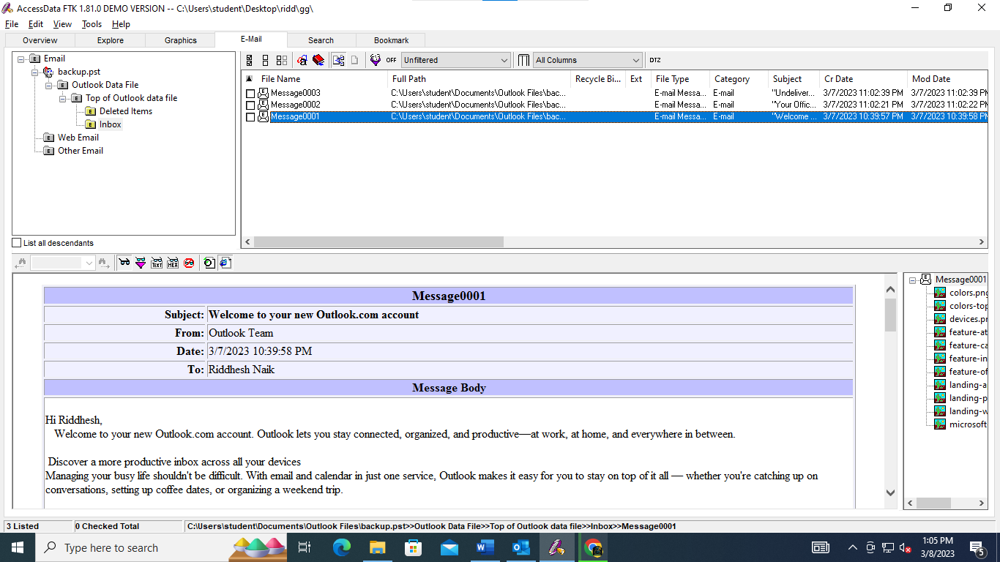 AccessData FTK 1.81.0 DEMO VERSION -- C:\Users\student\Desktop\ridd\gg\
File Edit View Tools Help
Overview Explore Graphics E-Mail Search Bookmark
Email
backup.pst
Outlook Data File
Top of Outlook data file
Deleted Items
Inbox
Web Email
Other Email
List all descendants
OFF Unfiltered All Columns DTZ
File Name Full Path Recycle Bi... Ext File Type Category Subject Cr Date Mod Date
Message0003 C:\Users\student\Documents\Outlook Files\bac... E-mail Messa... E-mail "Undeliver... 3/7/2023 11:02:39 PM 3/7/2023 11:02:39 PM
Message0002 C:\Users\student\Documents\Outlook Files\bac... E-mail Messa... E-mail "Your Offic... 3/7/2023 11:02:21 PM 3/7/2023 11:02:22 PM
Message0001 C:\Users\student\Documents\Outlook Files\bac... E-mail Messa... E-mail "Welcome ... 3/7/2023 10:39:57 PM 3/7/2023 10:39:58 PM
TEXT HEX
Message0001
Subject: Welcome to your new Outlook.com account
From: Outlook Team
Date: 3/7/2023 10:39:58 PM
To: Riddhesh Naik
Message Body
Hi Riddhesh,
Welcome to your new Outlook.com account. Outlook lets you stay connected, organized, and productive—at work, at home, and everywhere in between.
Discover a more productive inbox across all your devices
Managing your busy life shouldn't be difficult. With email and calendar in just one service, Outlook makes it easy for you to stay on top of it all — whether you're catching up on
conversations, setting up coffee dates, or organizing a weekend trip.
Message0001
colors.png
colors-top
devices.pr
feature-at
feature-ca
feature-in
feature-of
landing-a
landing-p
landing-w
microsoft
3 Listed 0 Checked Total C:\Users\student\Documents\Outlook Files\backup.pst>>Outlook Data File>>Top of Outlook data file>>Inbox>>Message0001
Type here to search
1:05 PM
3/8/2023
5